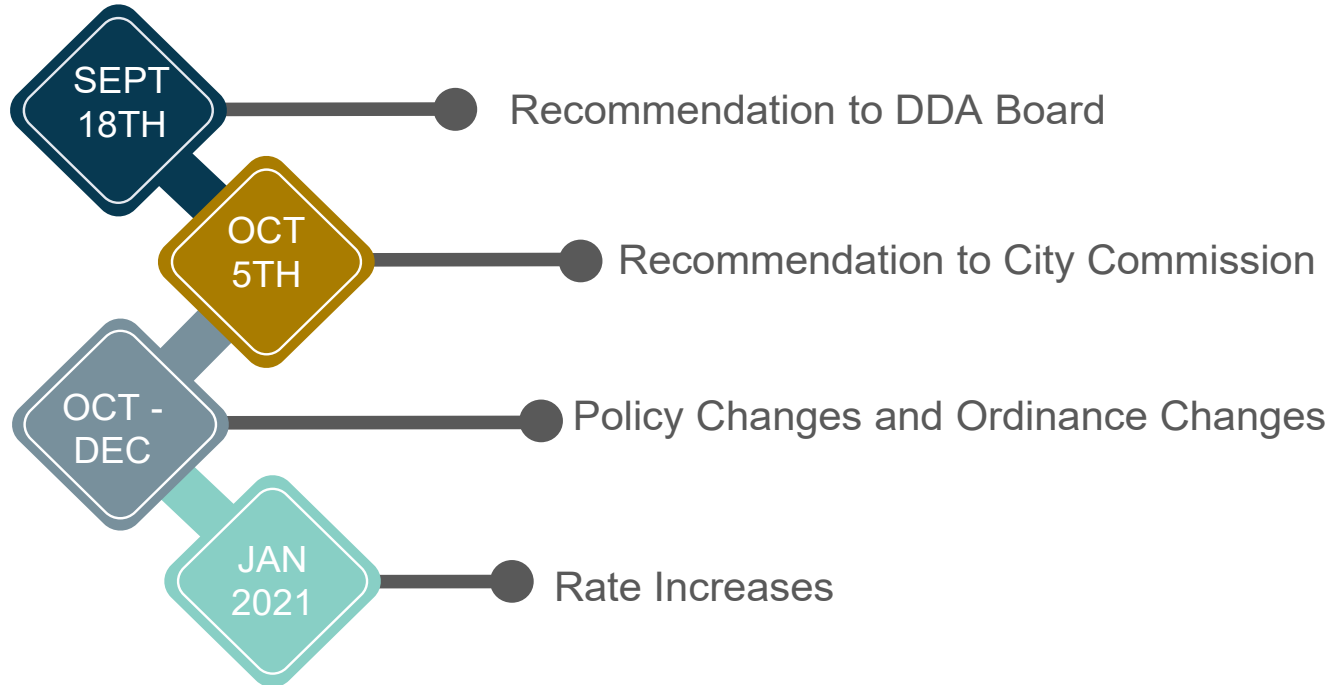 SEPT
18TH
Recommendation to DDA Board
OCT
5TH
Recommendation to City Commission
OCT -
DEC
Policy Changes and Ordinance Changes
JAN
2021
Rate Increases